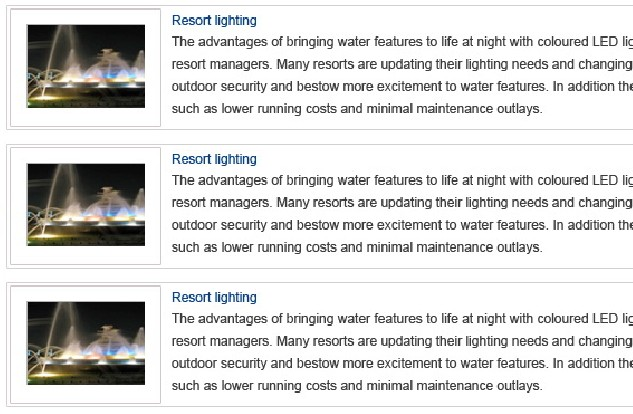 Resort lighting
The advantages of bringing water features to life at night with coloured LED
resort managers. Many resorts are updating their lighting needs and changing
outdoor security and bestow more excitement to water features. In addition
such as lower running costs and minimal maintenance outlays.
Resort lighting
The advantages of bringing water features to life at night with coloured LED
resort managers. Many resorts are updating their lighting needs and changing
outdoor security and bestow more excitement to water features. In addition
such as lower running costs and minimal maintenance outlays.
Resort lighting
The advantages of bringing water features to life at night with coloured LED
resort managers. Many resorts are updating their lighting needs and changing
outdoor security and bestow more excitement to water features. In addition
such as lower running costs and minimal maintenance outlays.